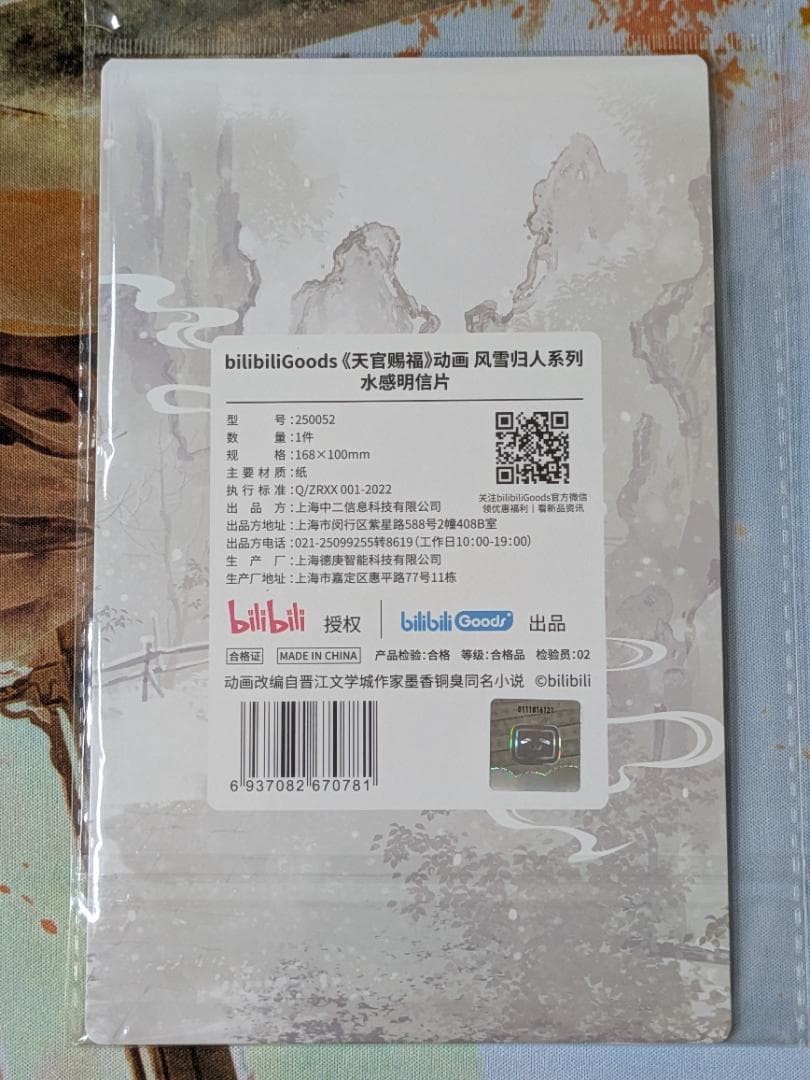 bilibiliGoods《天官赐福》动画 风雪归人系列
水感明信片
型号:250052
数量:1件
规格:168×100mm
主要材质:纸
执行标准:Q/ZRXX 001-2022
出品方:上海中二信息科技有限公司
出品方地址:上海市闵行区紫星路588号2幢408B室
出品方电话:021-25099255转8619(工作日10:00-19:00)
生产厂:上海德庚智能科技有限公司
生产厂地址:上海市嘉定区惠平路77号11栋
关注bilibiliGoods官方微信
领优惠福利|看新品资讯
bilibili 授权 | bilibili Goods 出品
合格证 MADE IN CHINA 产品检验:合格 等级:合格品 检验员:02
动画改编自晋江文学城作家墨香铜臭同名小说 ©bilibili
0111816121
6 937082 670781